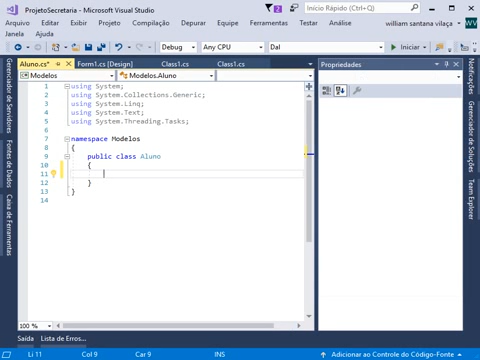 ProjetoSecretaria - Microsoft Visual Studio
2
Início Rápido (Ctrl+Q)
Arquivo Editar Exibir Projeto Compilação Depurar Equipe Ferramentas Testar Análise william santana vilaça WV
Janela Ajuda
Debug Any CPU Dal Iniciar
Aluno.cs* Form1.cs [Design] Class1.cs Class1.cs
Modelos Modelos.Aluno
1 using System;
2 using System.Collections.Generic;
3 using System.Linq;
4 using System.Text;
5 using System.Threading.Tasks;
6
7 namespace Modelos
8 {
9 public class Aluno
10 {
11
12 }
13 }
14
100 %
Propriedades
Gerenciador de Servidores
Fontes de Dados
Caixa de Ferramentas
Notificações
Gerenciador de Soluções
Team Explorer
Saída Lista de Erros...
Li 11 Col 9 Car 9 INS Adicionar ao Controle do Código-Fonte